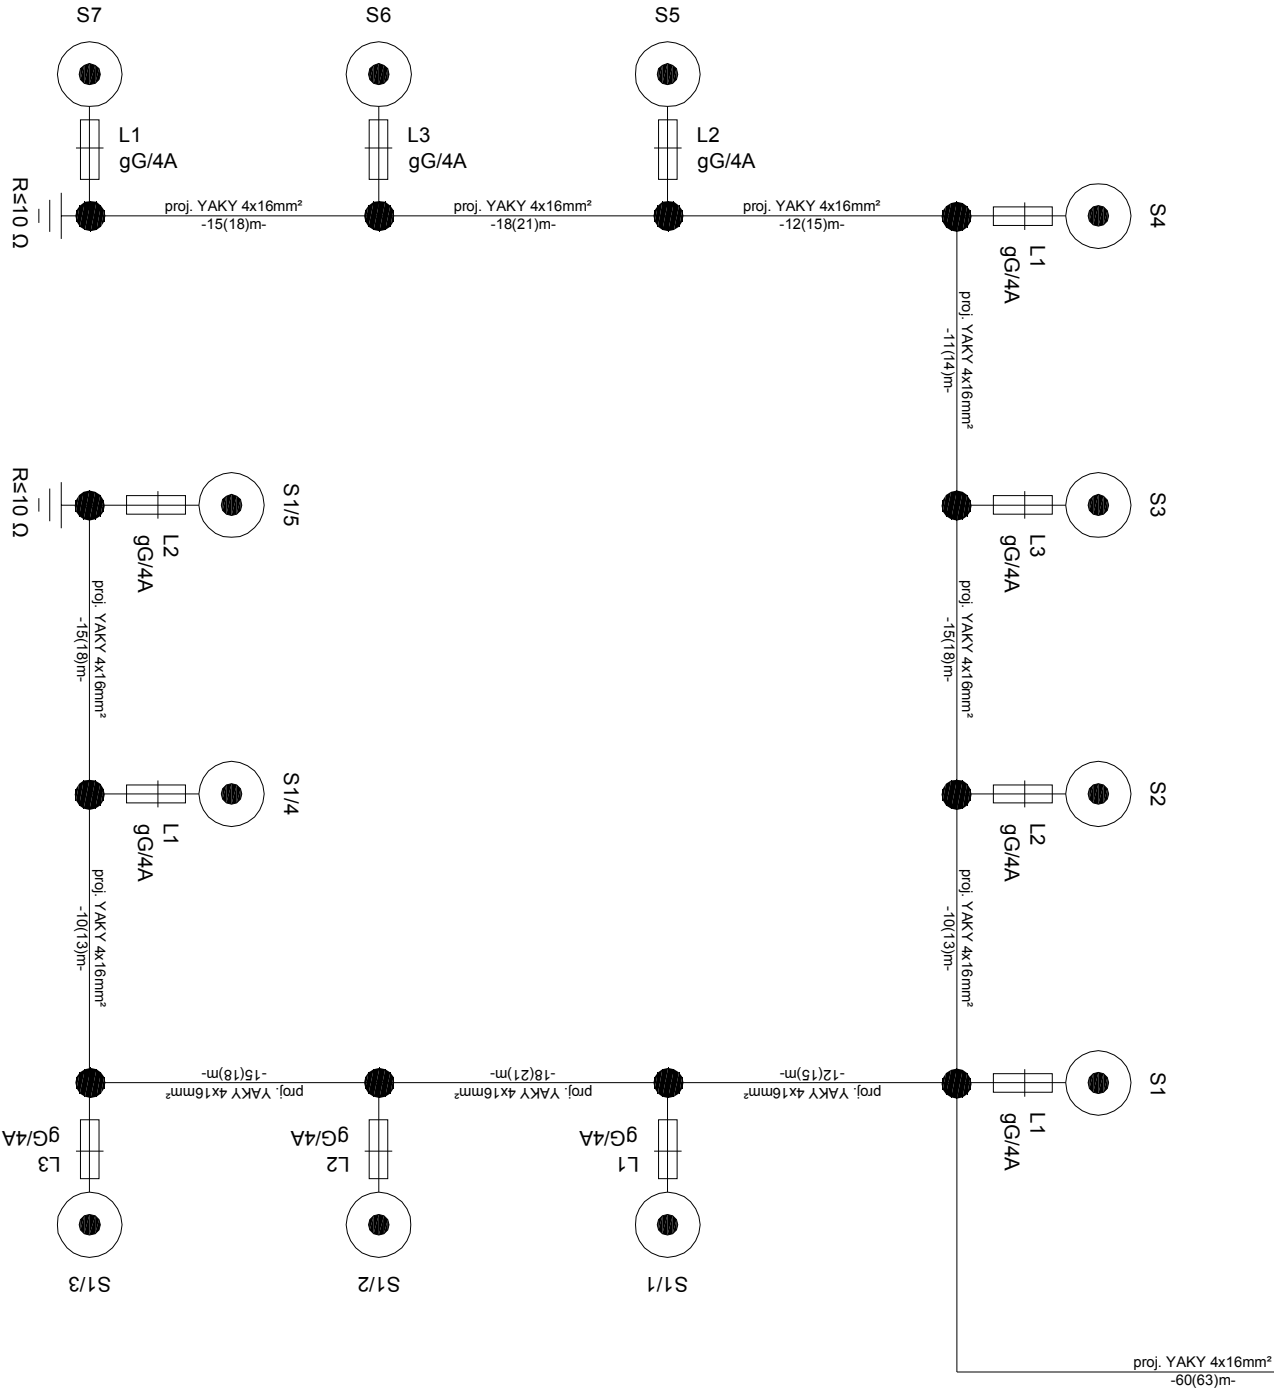 S7
S6
S5
L1
gG/4A
L3
gG/4A
L2
gG/4A
S4
L1
gG/4A
R≤10 Ω
proj. YAKY 4x16mm²
-15(18)m-
proj. YAKY 4x16mm²
-18(21)m-
proj. YAKY 4x16mm²
-12(15)m-
proj. YAKY 4x16mm²
-11(14)m-
R≤10 Ω
S1/5
L2
gG/4A
S3
L3
gG/4A
proj. YAKY 4x16mm²
-15(18)m-
proj. YAKY 4x16mm²
-15(18)m-
S1/4
L1
gG/4A
S2
L2
gG/4A
proj. YAKY 4x16mm²
-10(13)m-
proj. YAKY 4x16mm²
-10(13)m-
proj. YAKY 4x16mm²
-15(18)m-
proj. YAKY 4x16mm²
-18(21)m-
proj. YAKY 4x16mm²
-12(15)m-
S1
L1
gG/4A
L3
gG/4A
L2
gG/4A
L1
gG/4A
S1/3
S1/2
S1/1
proj. YAKY 4x16mm²
-60(63)m-